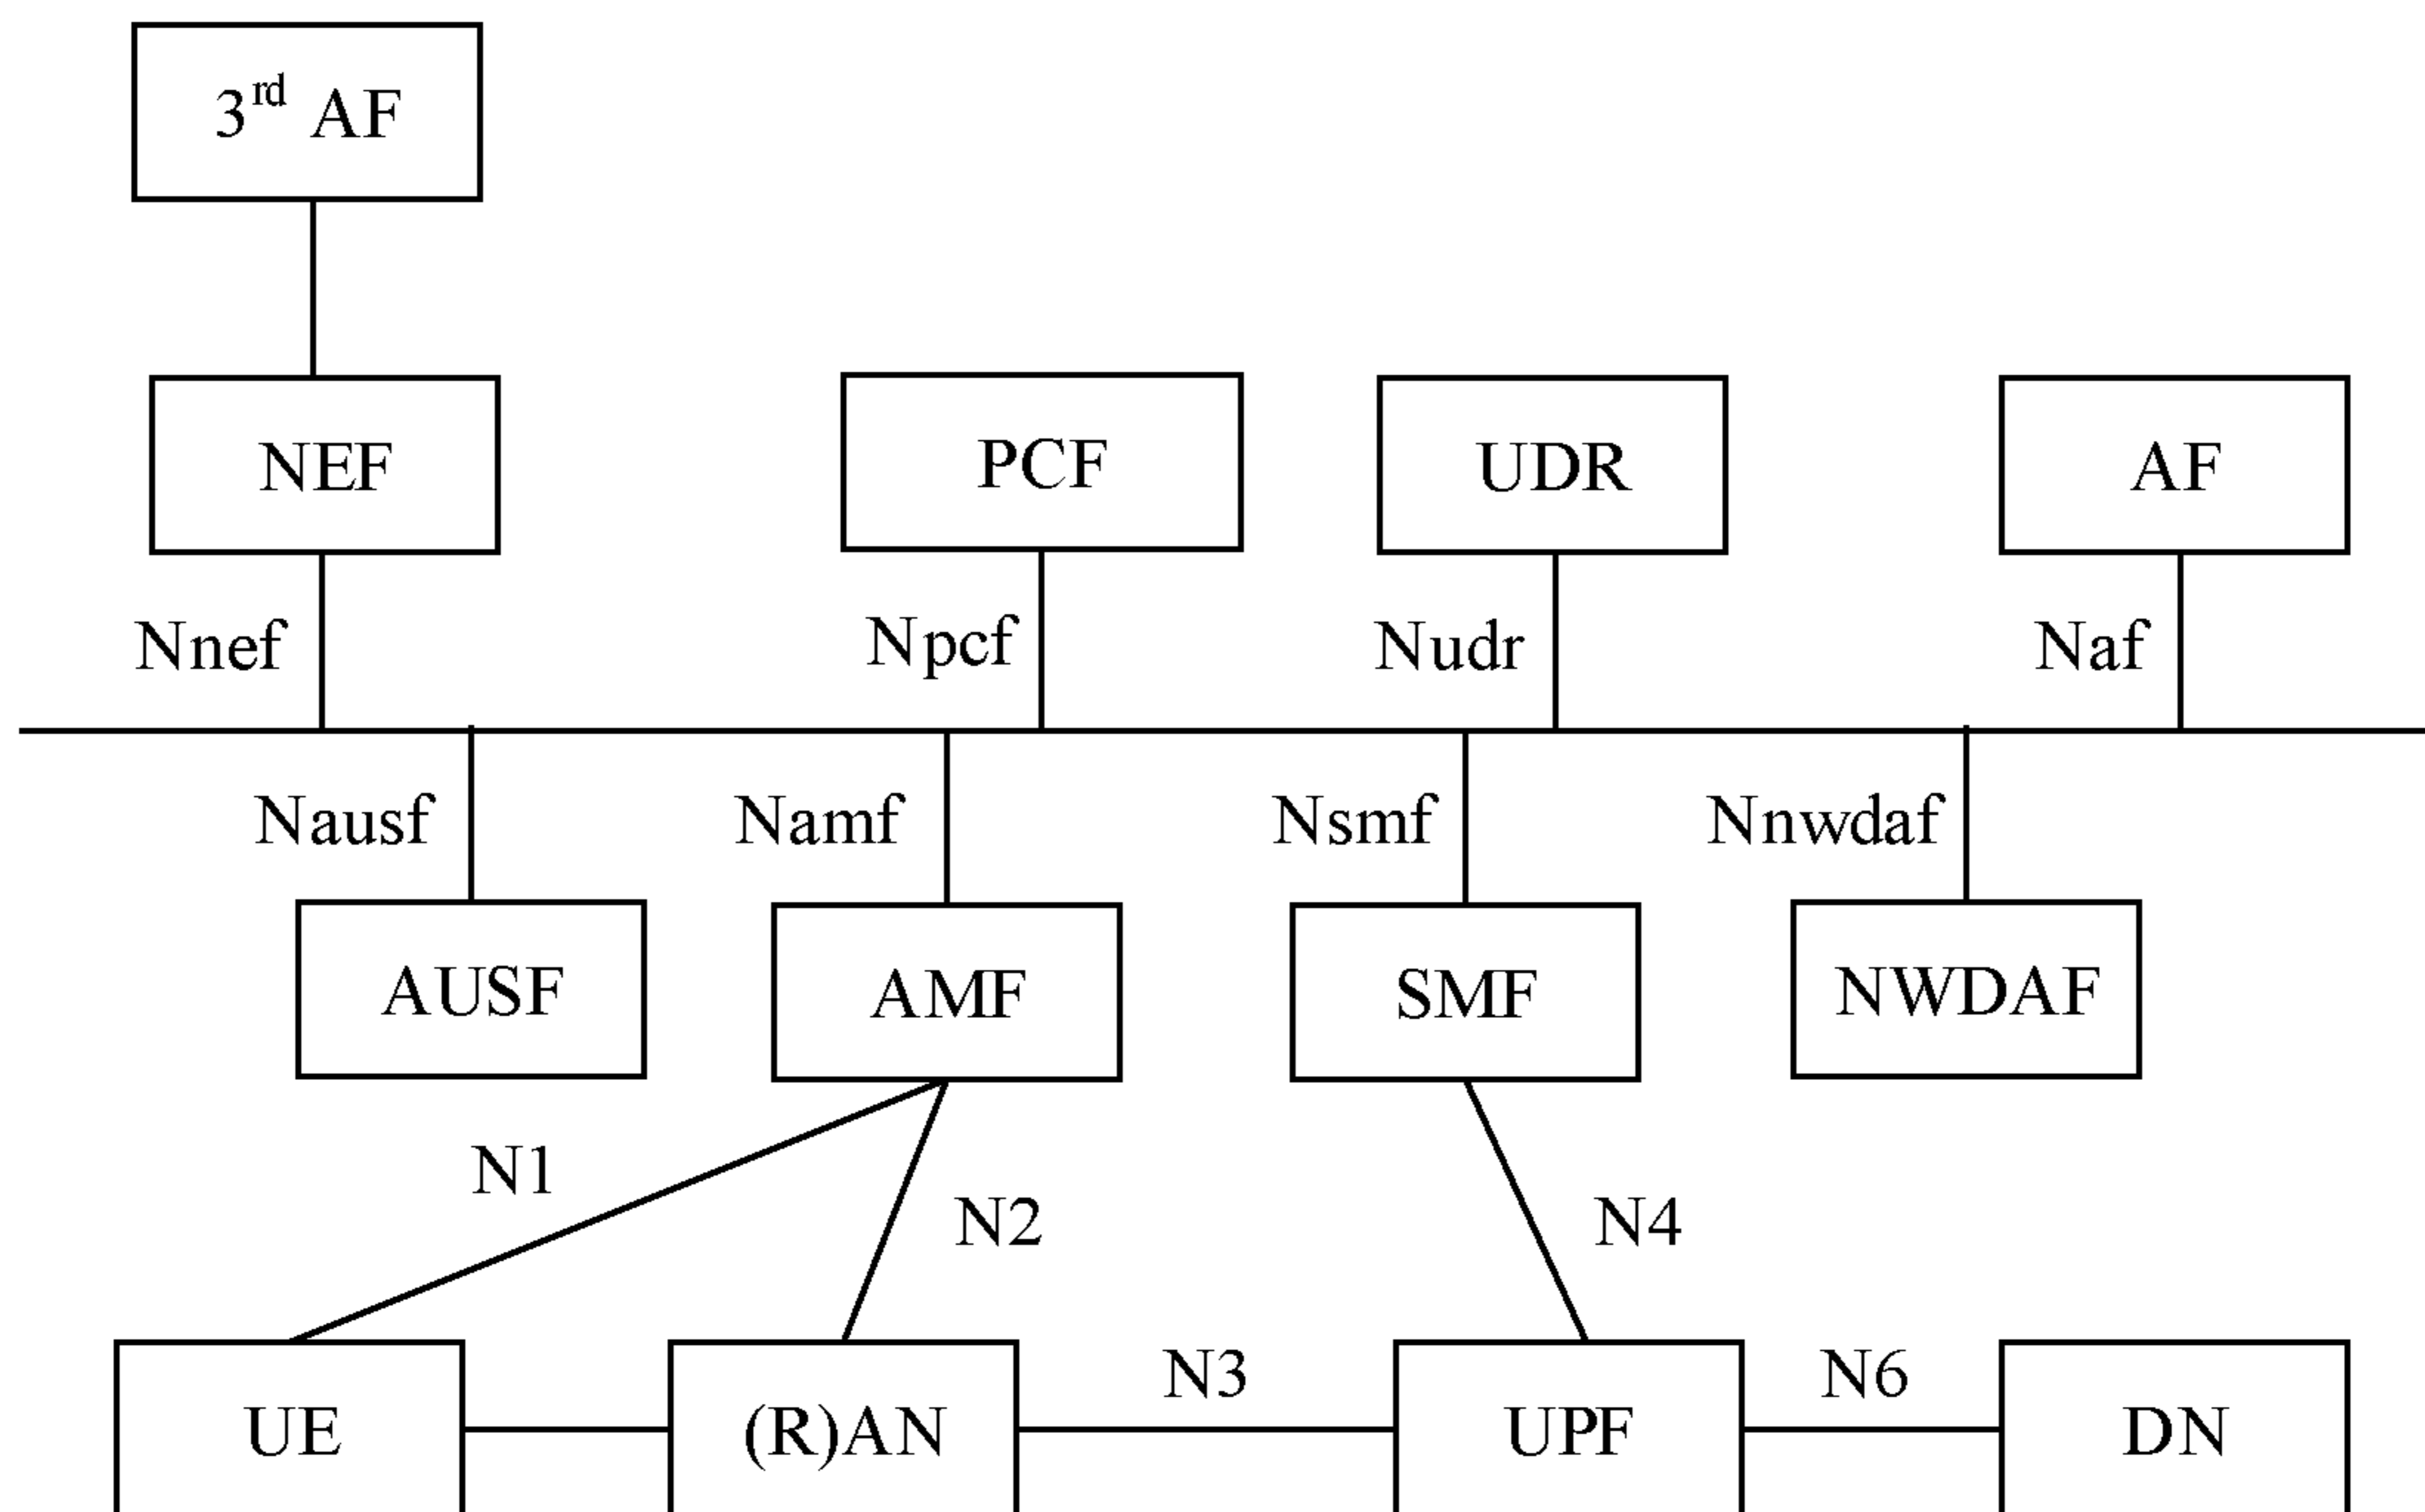 3rd AF
NEF
PCF
UDR
AF
Nnef
Npcf
Nudr
Naf
Nausf
Namf
Nsmf
Nnwdaf
AUSF
AMF
SMF
NWDAF
N1
N2
N4
N3
N6
UE
(R)AN
UPF
DN